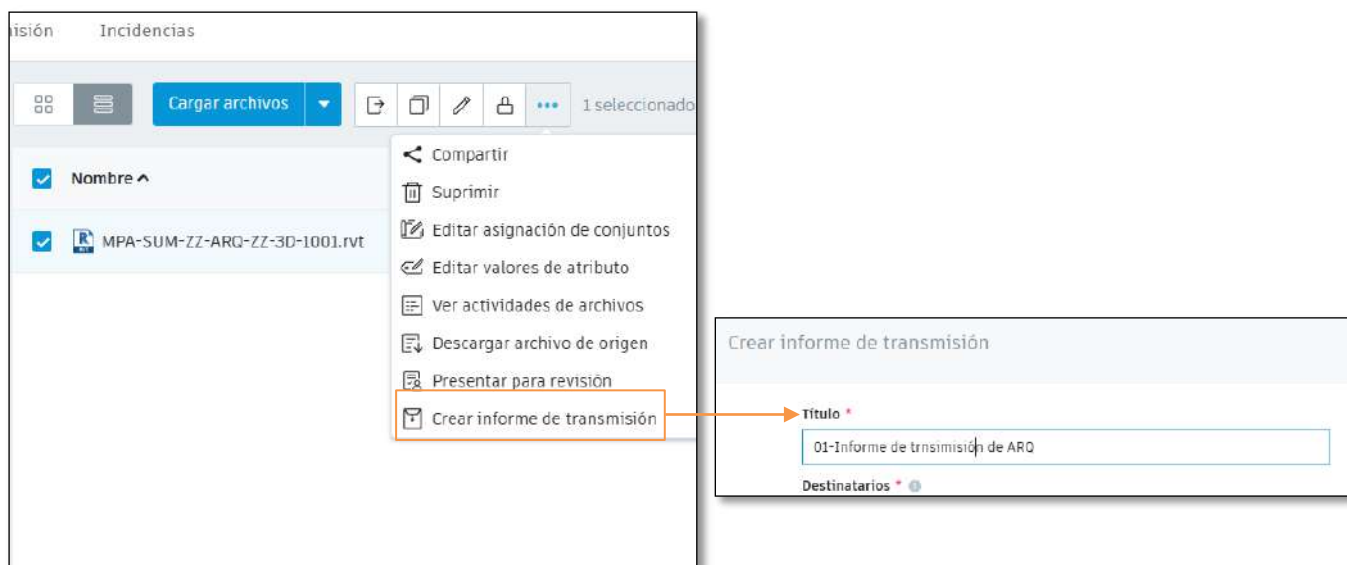 isión Incidencias
Cargar archivos 1 seleccionado
Nombre
MPA-SUM-ZZ-ARQ-ZZ-3D-1001.rvt
Compartir
Suprimir
Editar asignación de conjuntos
Editar valores de atributo
Ver actividades de archivos
Descargar archivo de origen
Presentar para revisión
Crear informe de transmisión
Crear informe de transmisión
Título *
01-Informe de trnsimisión de ARQ
Destinatarios *